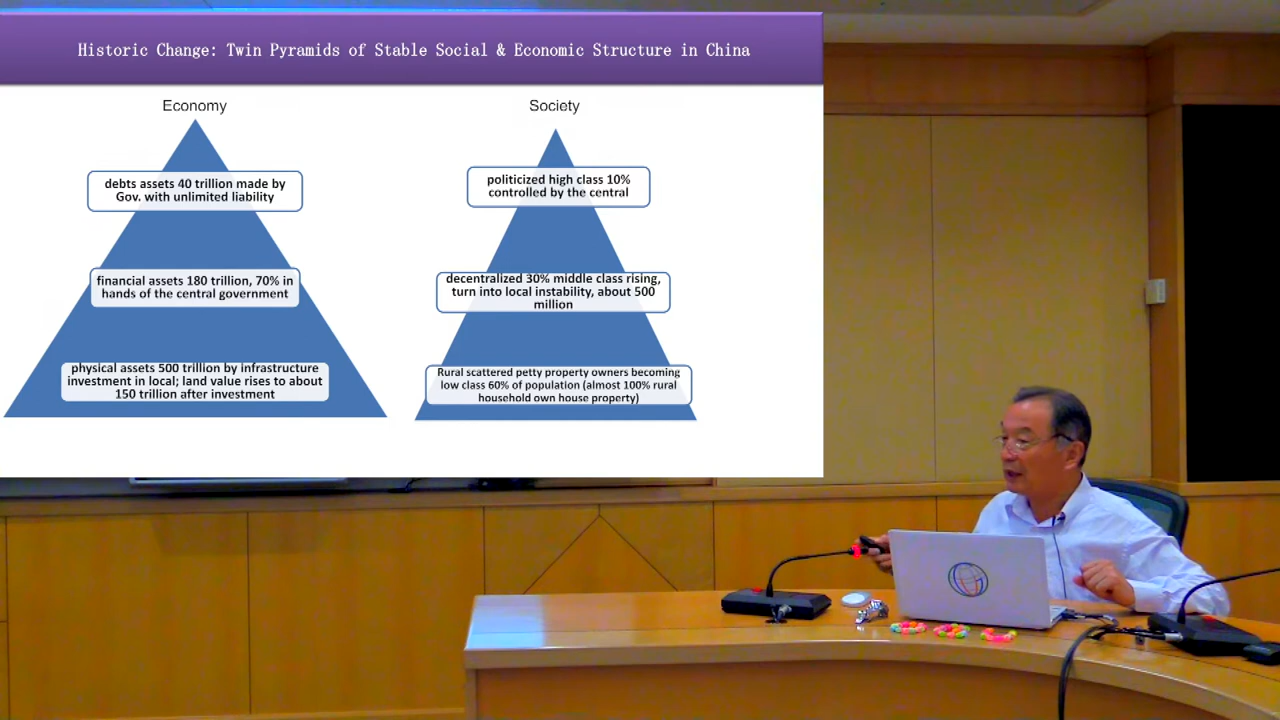 Historic Change: Twin Pyramids of Stable Social & Economic Structure in China
Economy
debts assets 40 trillion made by
Gov. with unlimited liability
financial assets 180 trillion, 70% in
hands of the central government
physical assets 500 trillion by infrastructure
investment in local; land value rises to about
150 trillion after investment
Society
politicized high class 10%
controlled by the central
decentralized 30% middle class rising,
turn into local instability, about 500
million
Rural scattered petty property owners becoming
low class 60% of population (almost 100% rural
household own house property)